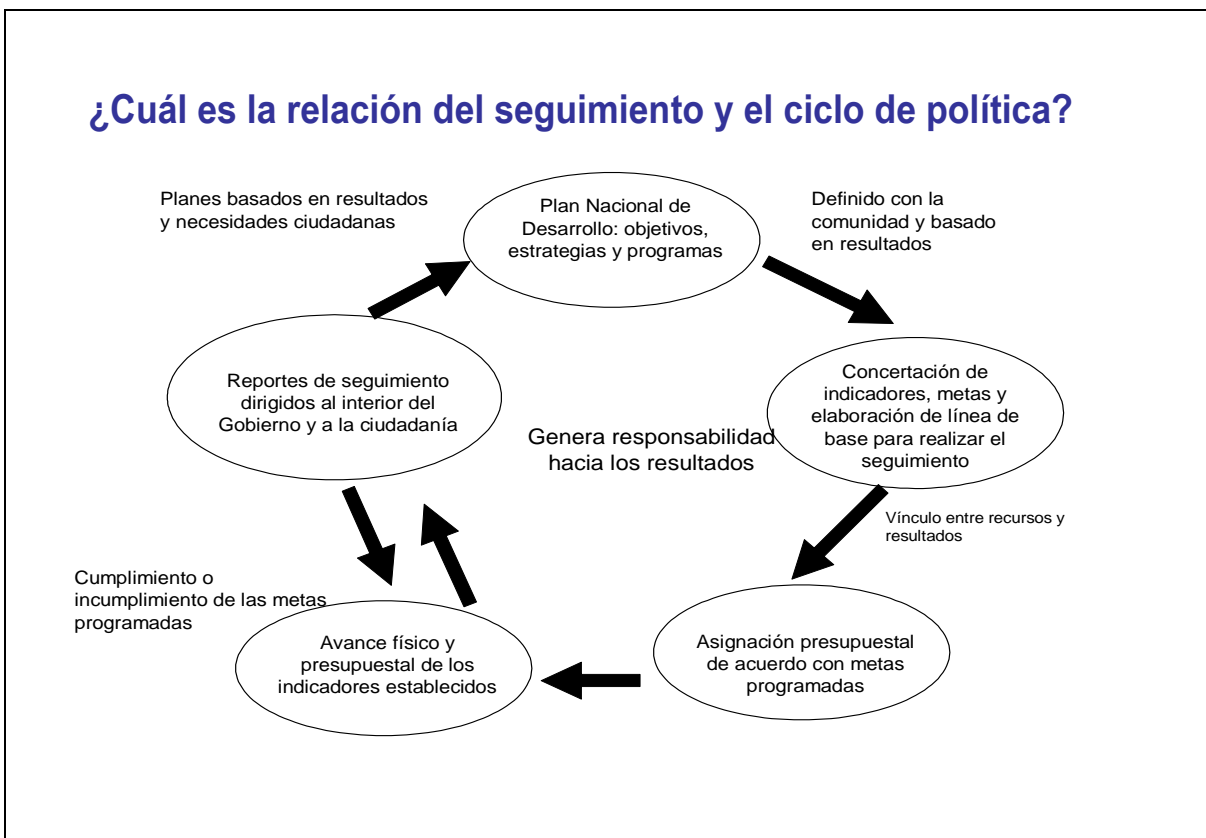 ¿Cuál es la relación del seguimiento y el ciclo de política?
Planes basados en resultados
y necesidades ciudadanas
Plan Nacional de
Desarrollo: objetivos,
estrategias y programas
Definido con la
comunidad y basado
en resultados
Reportes de seguimiento
dirigidos al interior del
Gobierno y a la ciudadanía
Genera responsabilidad
hacia los resultados
Concertación de
indicadores, metas y
elaboración de línea de
base para realizar el
seguimiento
Vínculo entre recursos y
resultados
Cumplimiento o
incumplimiento de las metas
programadas
Avance físico y
presupuestal de los
indicadores establecidos
Asignación presupuestal
de acuerdo con metas
programadas